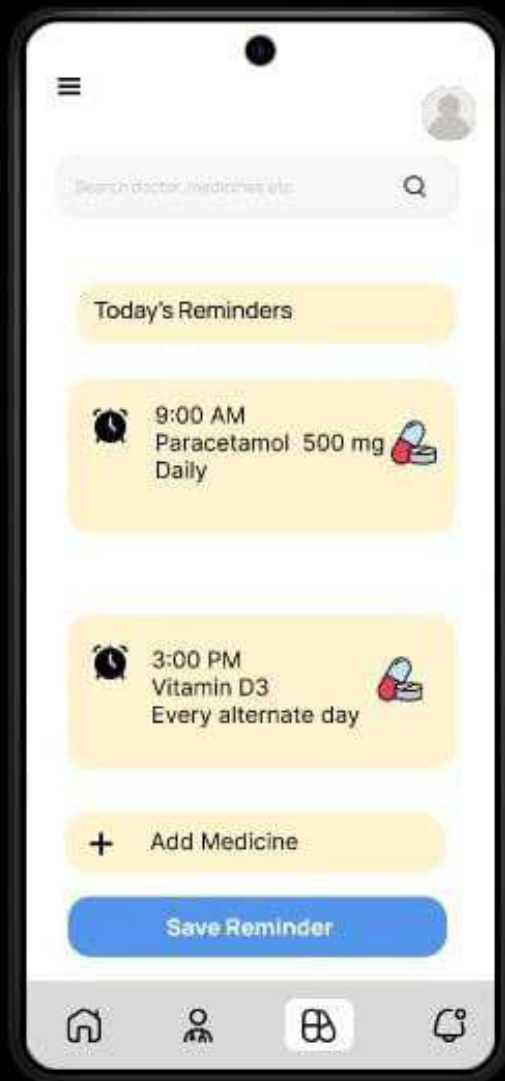 Search doctor, medicines etc
Today's Reminders
9:00 AM
Paracetamol 500 mg
Daily
3:00 PM
Vitamin D3
Every alternate day
+ Add Medicine
Save Reminder